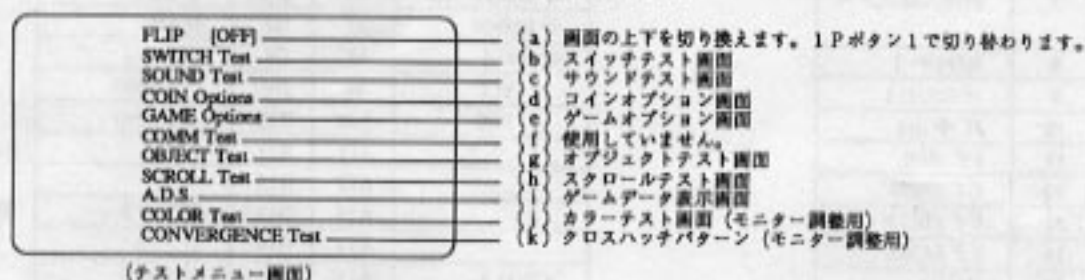 FLIP [OFF] (a) 画面の上下を切り換えます。1Pボタン1で切り替わります。
SWITCH Test (b) スイッチテスト画面
SOUND Test (c) サウンドテスト画面
COIN Options (d) コインオプション画面
GAME Options (e) ゲームオプション画面
COMM Test (f) 使用していません。
OBJECT Test (g) オブジェクトテスト画面
SCROLL Test (h) スクロールテスト画面
A.D.S. (i) ゲームデータ表示画面
COLOR Test (j) カラーテスト画面 (モニター調整用)
CONVERGENCE Test (k) クロスハッチパターン (モニター調整用)
(テストメニュー画面)